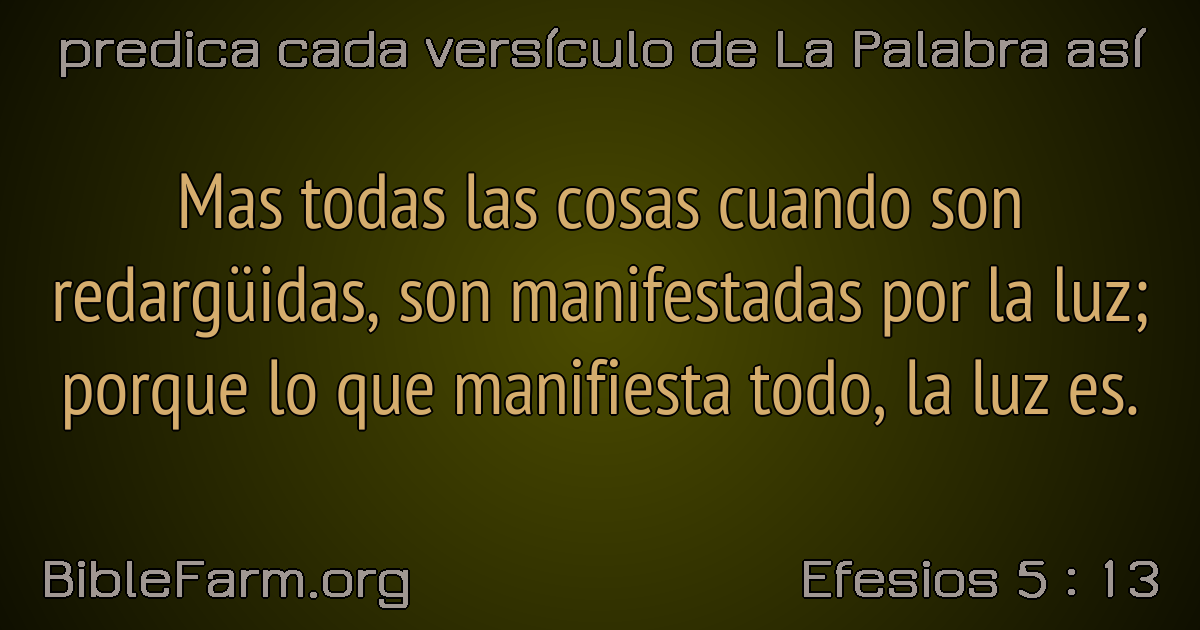 predica cada versículo de La Palabra así
Mas todas las cosas cuando son
redargüidas, son manifestadas por la luz;
porque lo que manifiesta todo, la luz es.
BibleFarm.org
Efesios 5 : 13